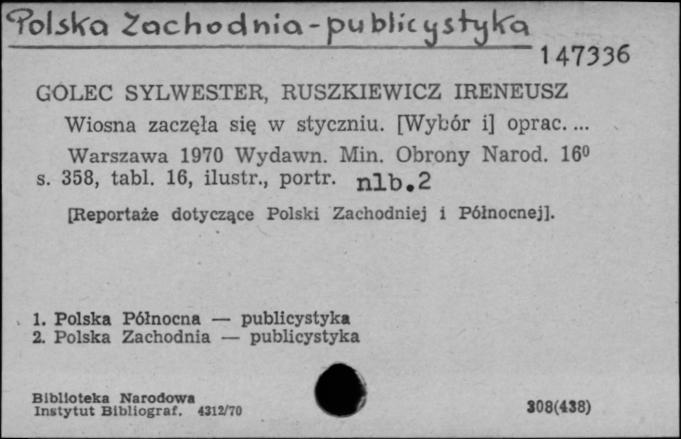 Polska Zachodnia - publicystyka
147336
GOLEC SYLWESTER, RUSZKIEWICZ IRENEUSZ
Wiosna zaczęła się w styczniu. [Wybór i] oprac. ...
Warszawa 1970 Wydawn. Min. Obrony Narod. 16⁰
s. 358, tabl. 16, ilustr., portr. nlb.2
[Reportaże dotyczące Polski Zachodniej i Północnej].
1. Polska Północna — publicystyka
2. Polska Zachodnia — publicystyka
Biblioteka Narodowa
Instytut Bibliograf. 4312/70
308(438)